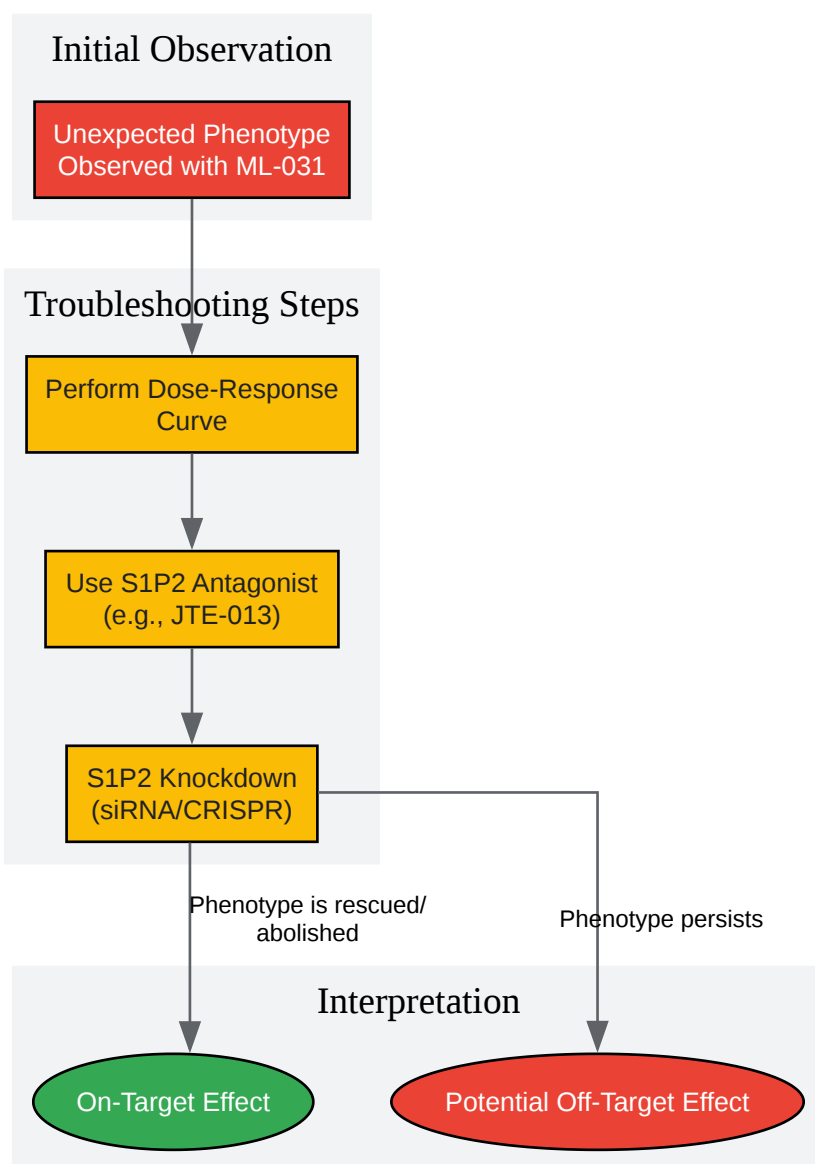 Initial Observation
Unexpected Phenotype
Observed with ML-031
Troubleshooting Steps
Perform Dose-Response
Curve
Use S1P2 Antagonist
(e.g., JTE-013)
S1P2 Knockdown
(siRNA/CRISPR)
Phenotype is rescued/
abolished
Phenotype persists
Interpretation
On-Target Effect
Potential Off-Target Effect